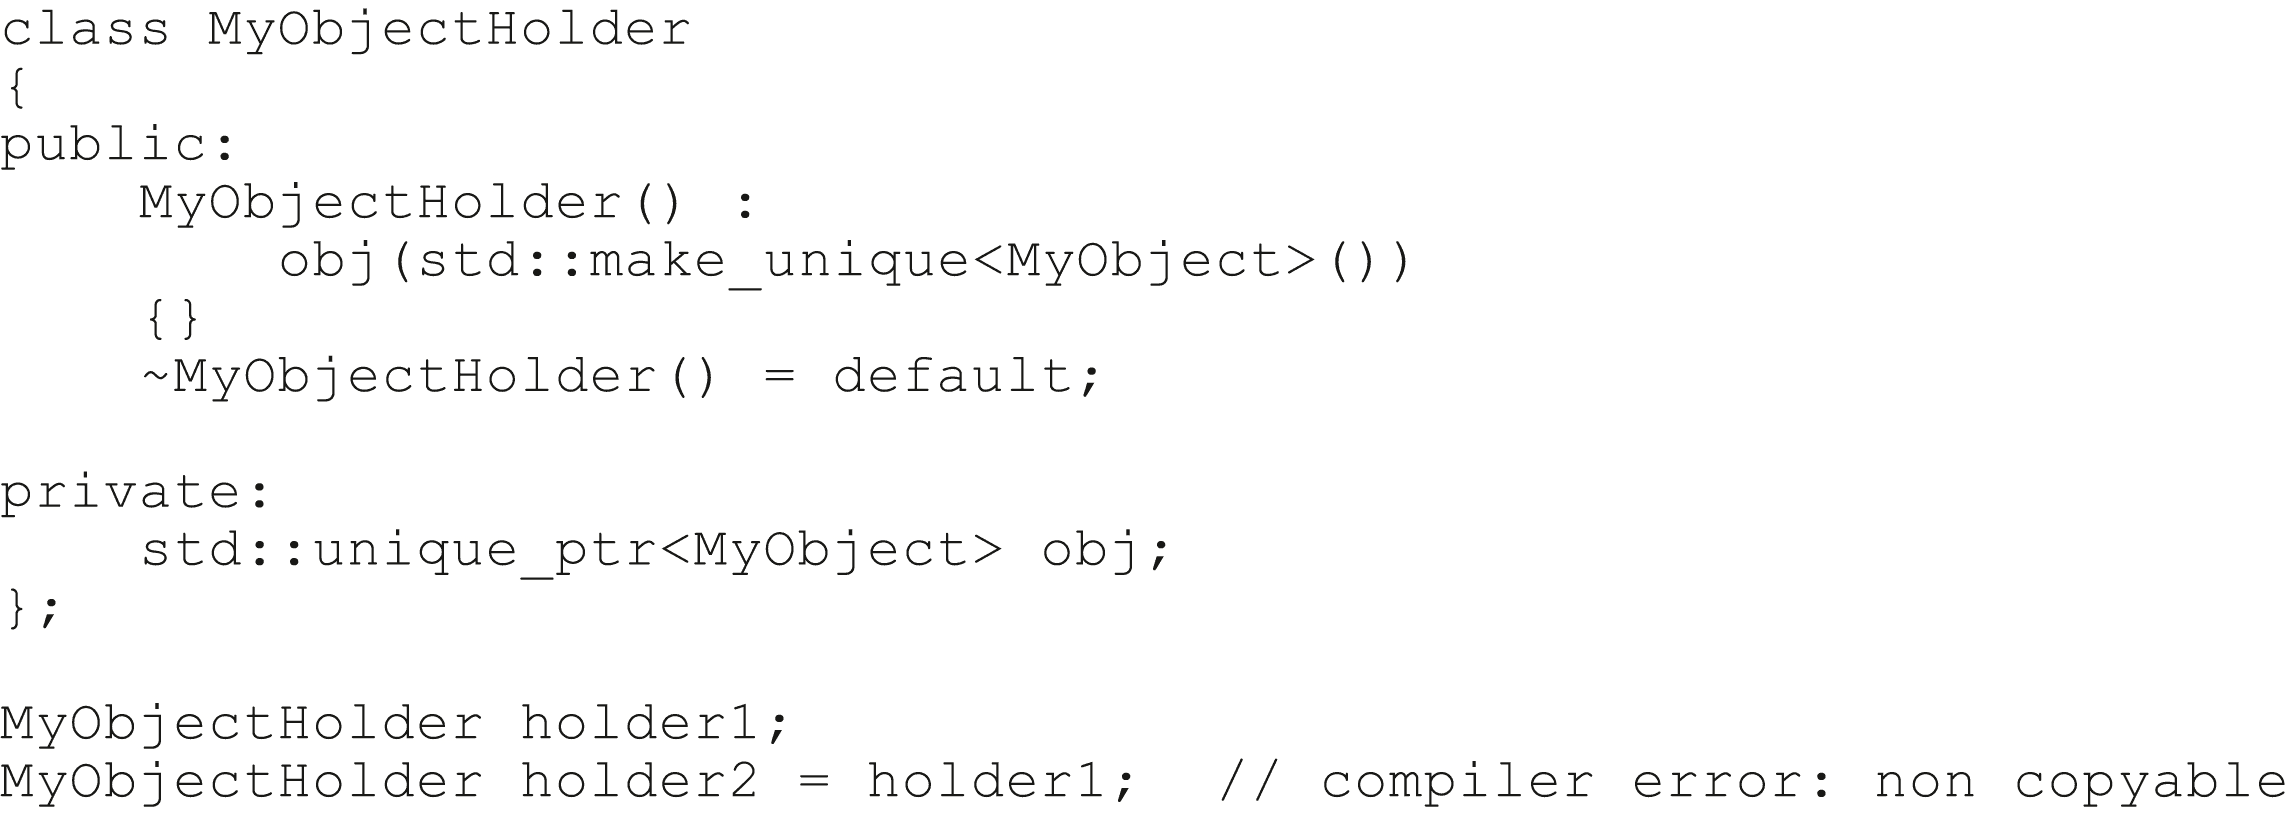 class MyObjectHolder
{
public:
    MyObjectHolder() :
        obj(std::make_unique<MyObject>())
    {}
    ~MyObjectHolder() = default;

private:
    std::unique_ptr<MyObject> obj;
};

MyObjectHolder holder1;
MyObjectHolder holder2 = holder1;  // compiler error: non copyable